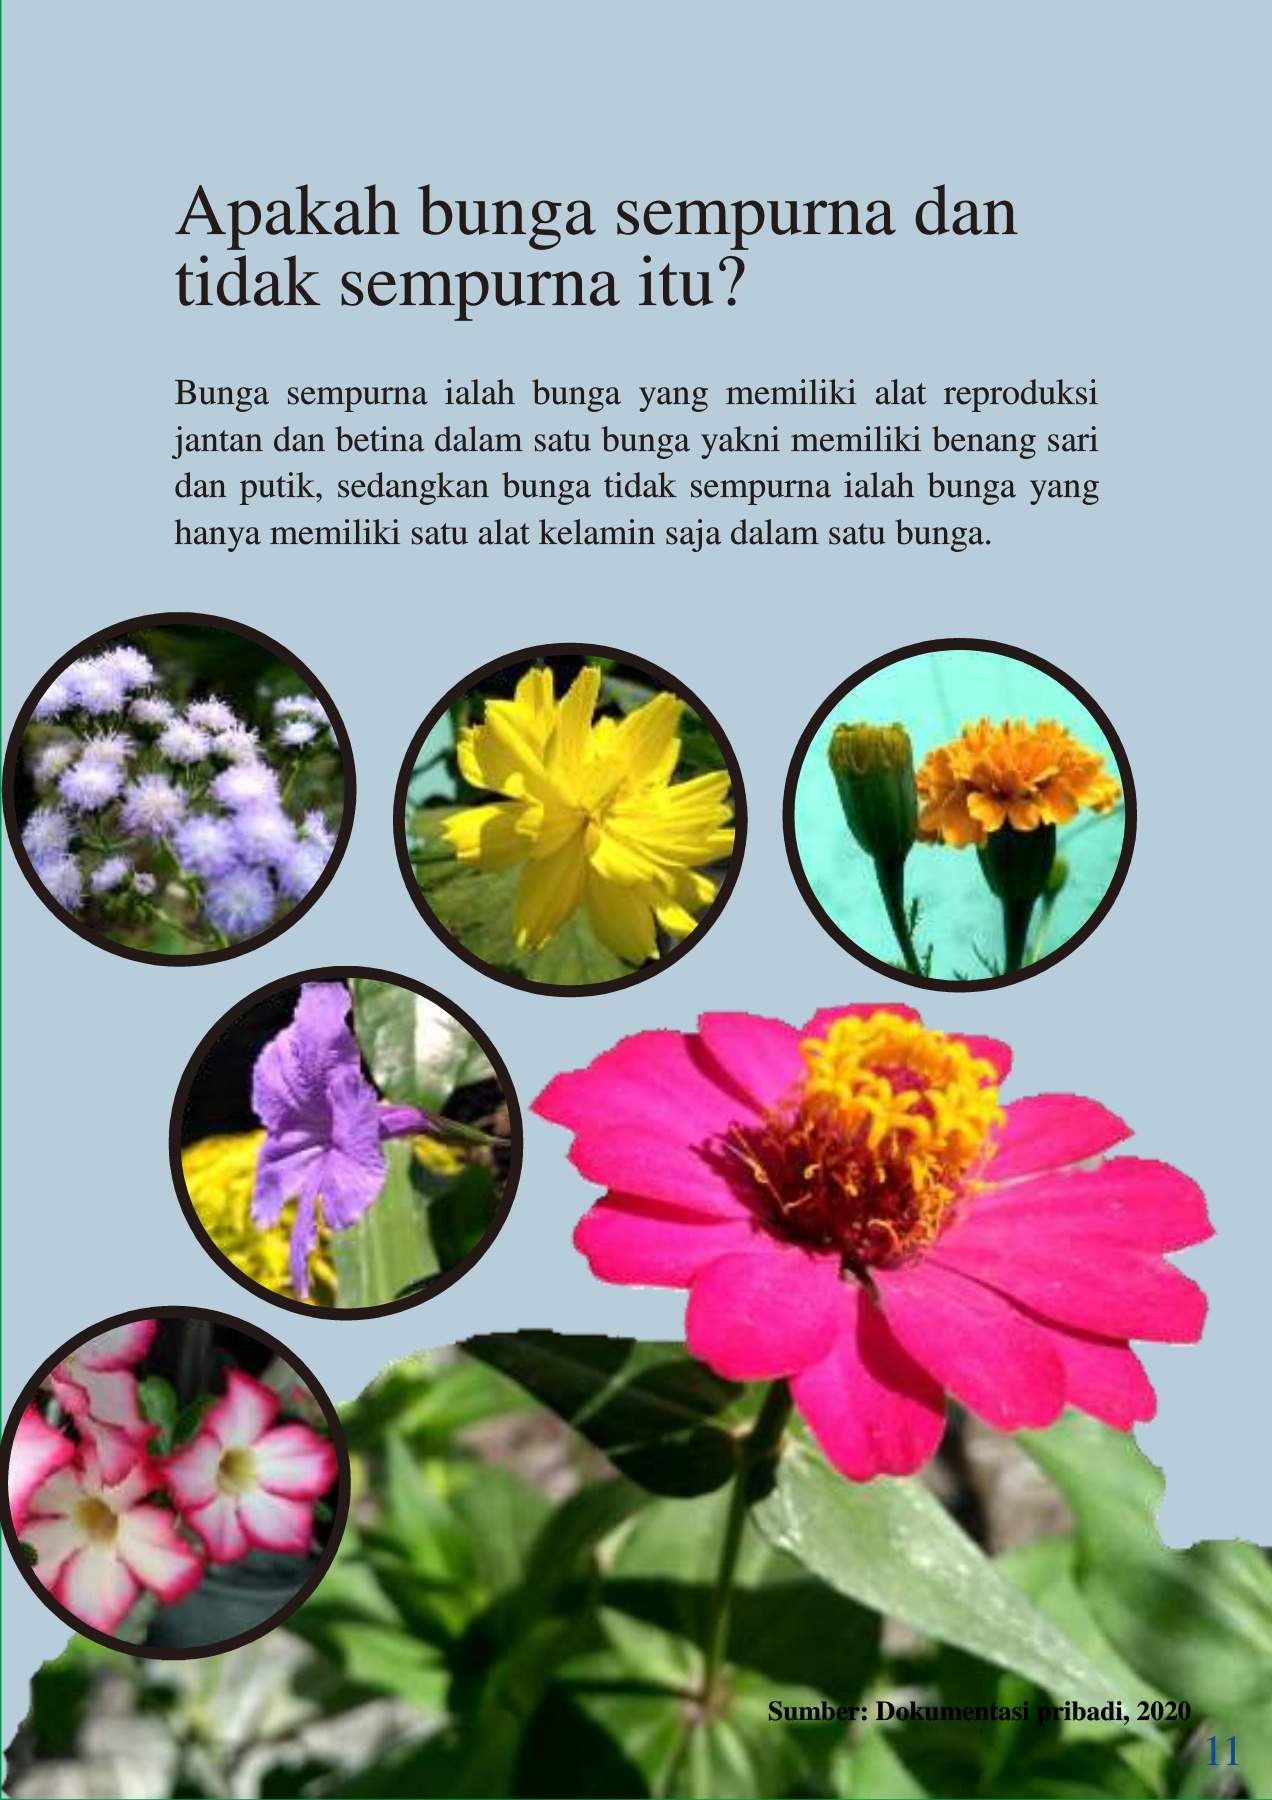 Apakah bunga sempurna dan
tidak sempurna itu?
Bunga sempurna ialah bunga yang memiliki alat reproduksi
jantan dan betina dalam satu bunga yakni memiliki benang sari
dan putik, sedangkan bunga tidak sempurna ialah bunga yang
hanya memiliki satu alat kelamin saja dalam satu bunga.
Sumber: Dokumentasi pribadi, 2020
11